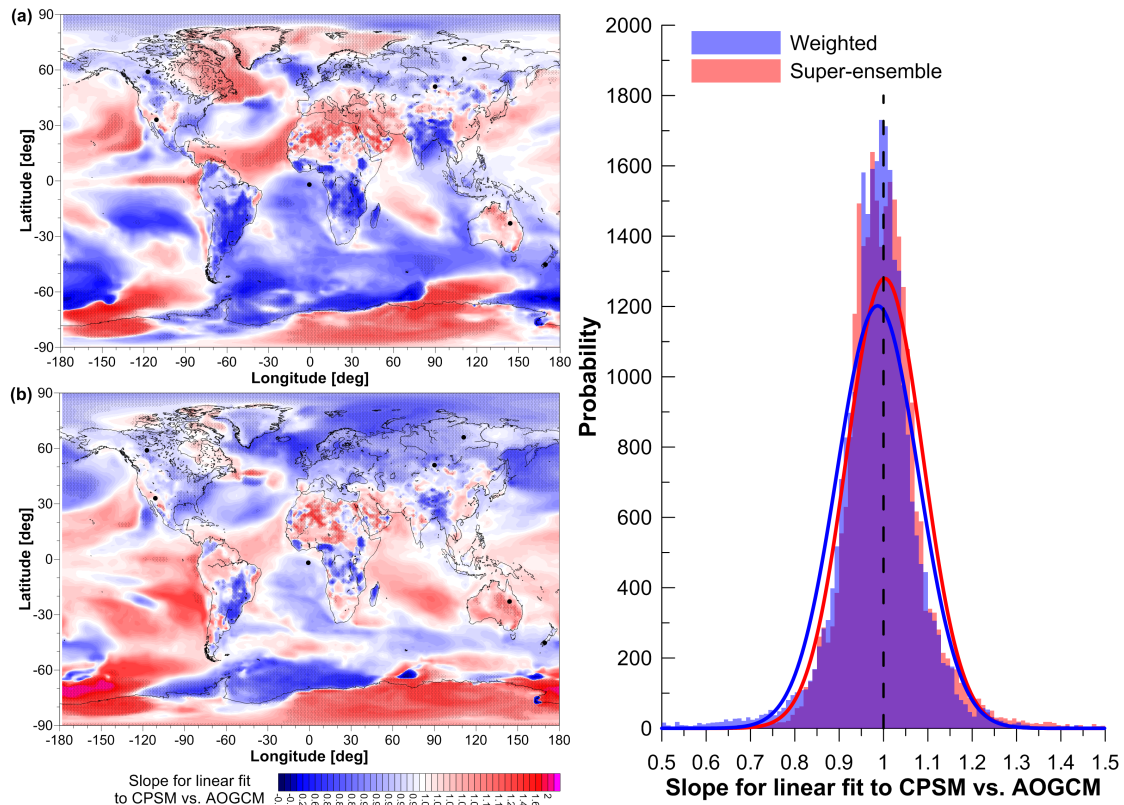 (a)
90
60
30
0
-30
-60
-90
Latitude [deg]
-180 -150 -120 -90 -60 -30 0 30 60 90 120 150 180
Longitude [deg]
(b)
90
60
30
0
-30
-60
-90
Latitude [deg]
-180 -150 -120 -90 -60 -30 0 30 60 90 120 150 180
Longitude [deg]
Slope for linear fit
to CPSM vs. AOGCM
2000
1800
1600
1400
1200
1000
800
600
400
200
0
Probability
Weighted
Super-ensemble
0.5 0.6 0.7 0.8 0.9 1 1.1 1.2 1.3 1.4 1.5
Slope for linear fit to CPSM vs. AOGCM